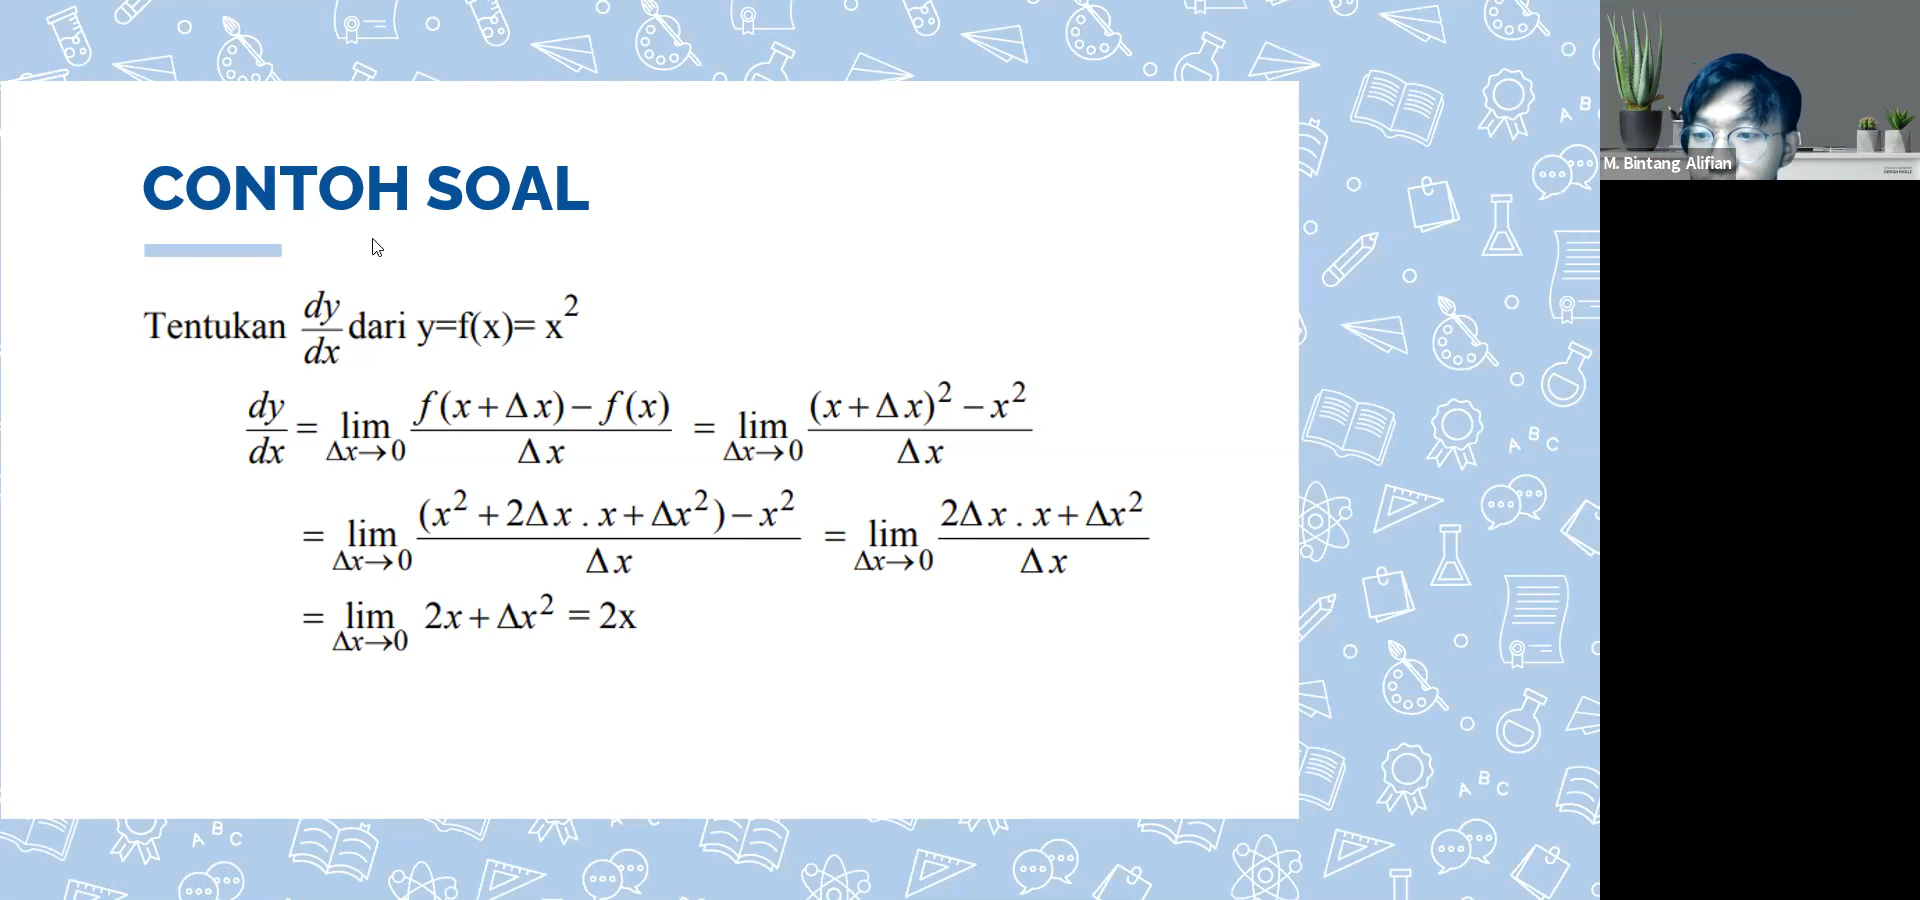 CONTOH SOAL
Tentukan dy/dx dari y=f(x)= x²
dy/dx = lim Δx→0 f(x+Δx)−f(x) / Δx = lim Δx→0 (x+Δx)²−x² / Δx
= lim Δx→0 (x²+2Δx.x+Δx²)−x² / Δx = lim Δx→0 2Δx.x+Δx² / Δx
= lim Δx→0 2x+Δx² = 2x
M. Bintang Alifian